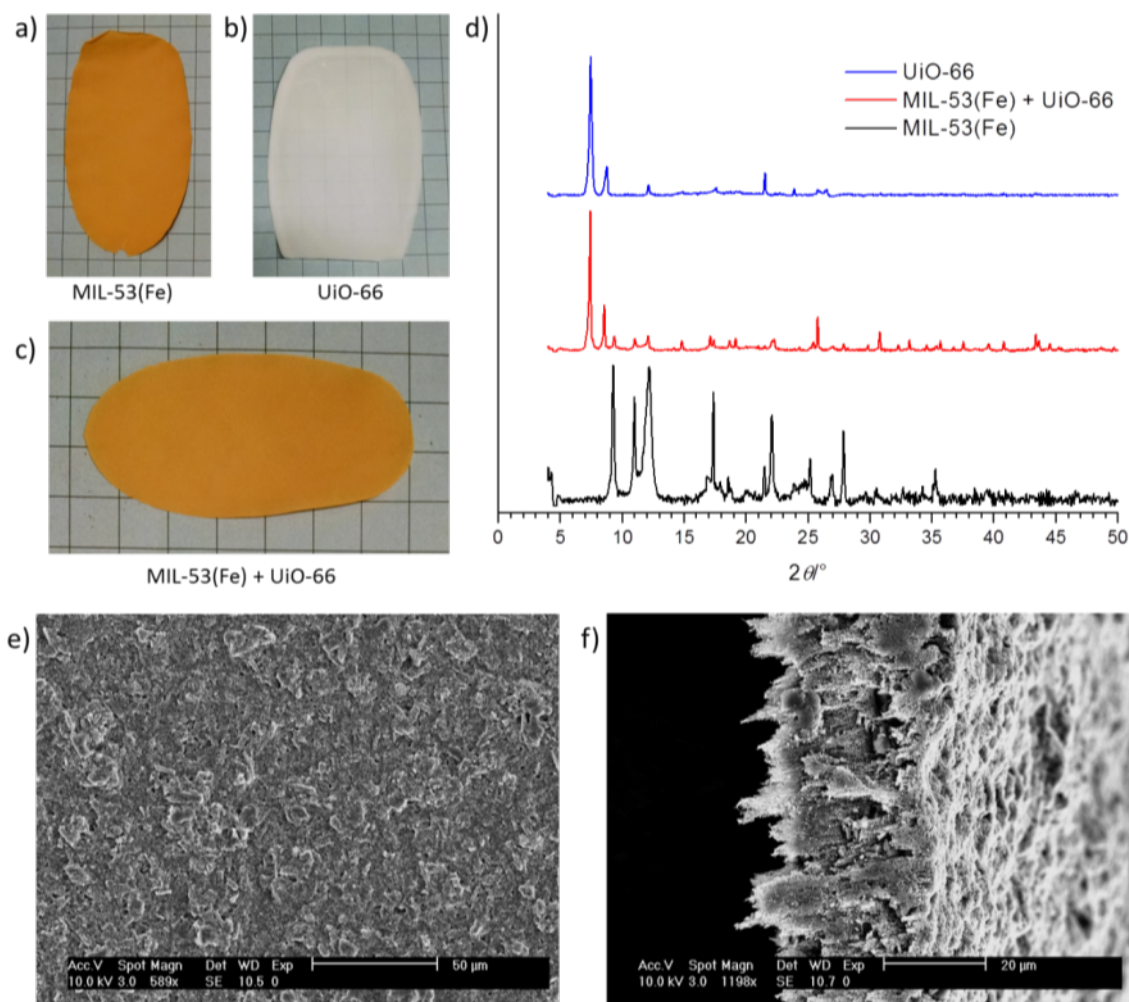 a)
MIL-53(Fe)
b)
UiO-66
c)
MIL-53(Fe) + UiO-66
d)
UiO-66
MIL-53(Fe) + UiO-66
MIL-53(Fe)
0 5 10 15 20 25 30 35 40 45 50
2θ/°
e)
Acc.V Spot Magn Det WD Exp 50 µm
10.0 kV 3.0 589x SE 10.5 0
f)
Acc.V Spot Magn Det WD Exp 20 µm
10.0 kV 3.0 1198x SE 10.7 0